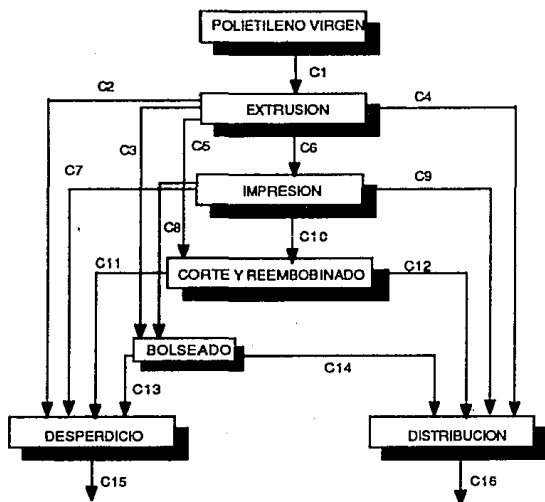 POLIETILENO VIRGEN
C1
C2
EXTRUSION
C4
C3
C5
C6
C7
IMPRESION
C9
C8
C10
C11
CORTE Y REEMBOBINADO
C12
BOLSEADO
C14
C13
DESPERDICIO
DISTRIBUCION
C15
C16